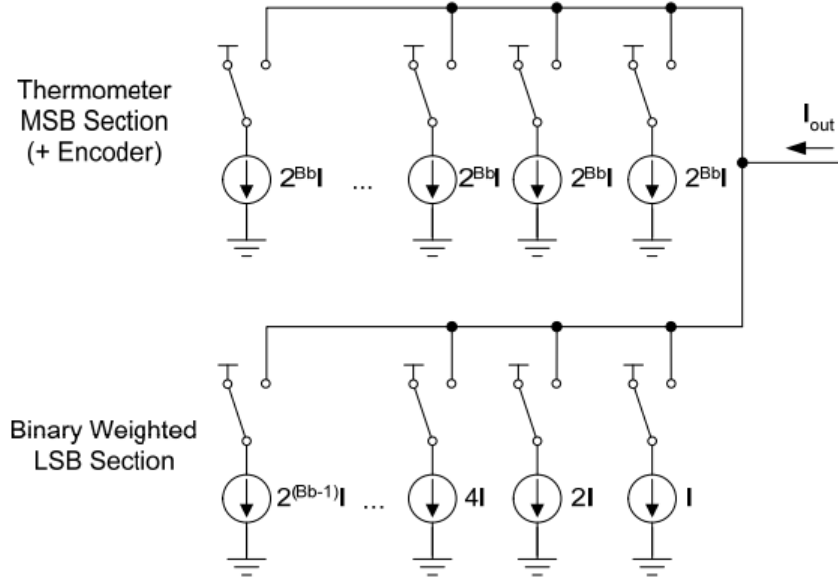 Thermometer
MSB Section
(+ Encoder)
2^{Bb}I ... 2^{Bb}I 2^{Bb}I 2^{Bb}I
I_{out}
Binary Weighted
LSB Section
2^{(Bb-1)}I ... 4I 2I I